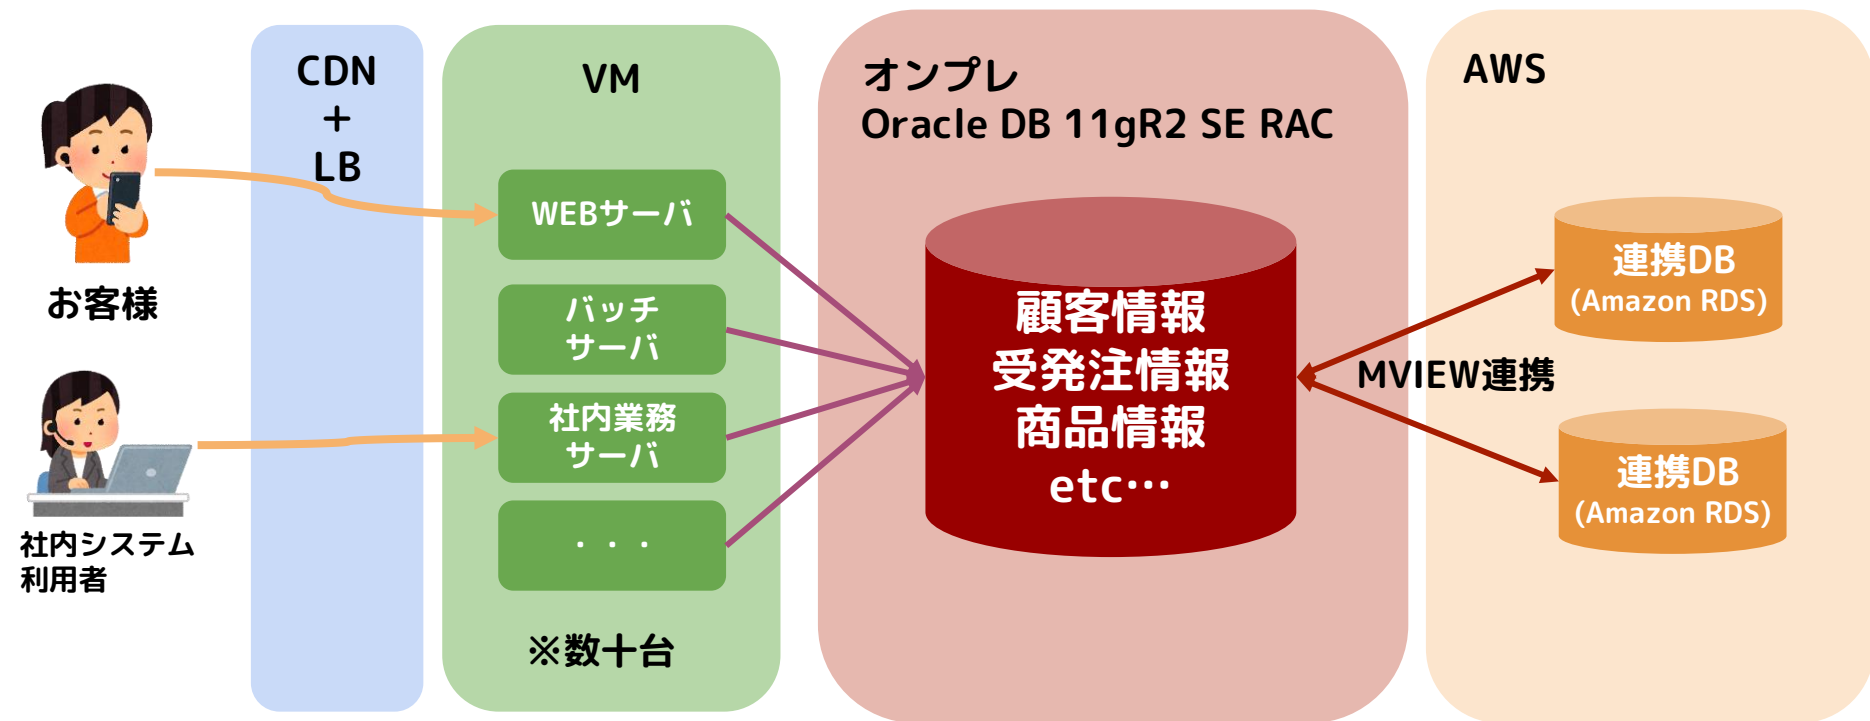 お客様
社内システム
利用者
CDN
+
LB
VM
WEBサーバ
バッチ
サーバ
社内業務
サーバ
・・・
※数十台
オンプレ
Oracle DB 11gR2 SE RAC
顧客情報
受発注情報
商品情報
etc…
MVIEW連携
AWS
連携DB
(Amazon RDS)
連携DB
(Amazon RDS)